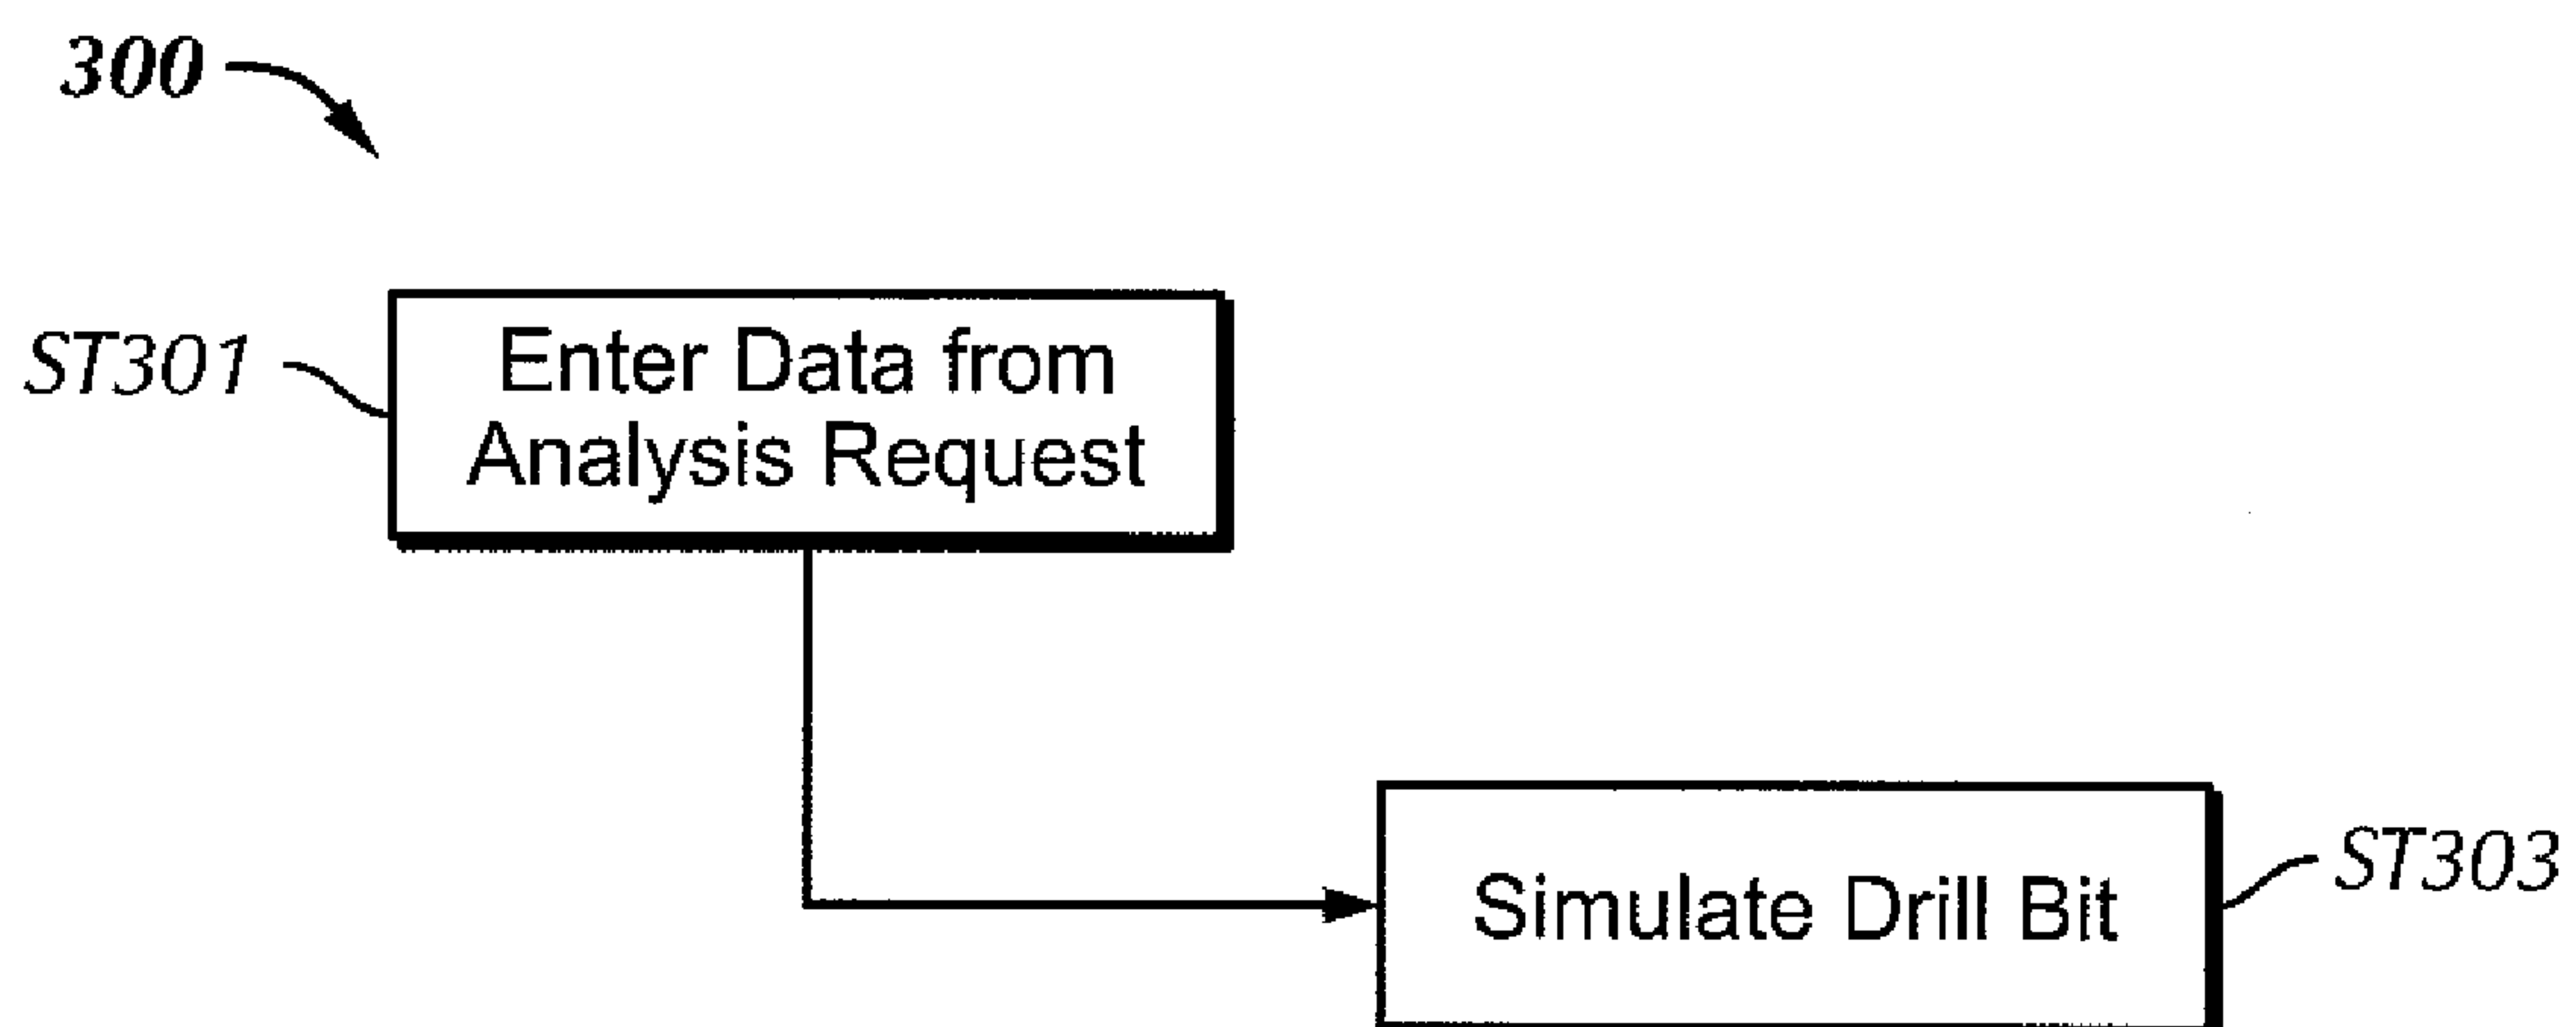 300
ST301
Enter Data from
Analysis Request
Simulate Drill Bit
ST303